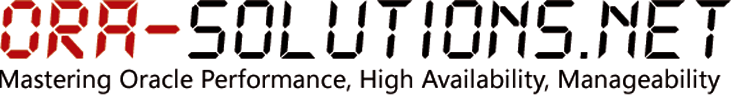 ORA-SOLUTIONS.NET
Mastering Oracle Performance, High Availability, Manageability